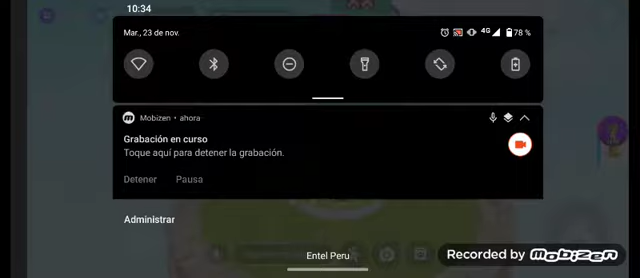 10:34
Mar., 23 de nov.
4G
78 %
Mobizen • ahora
Grabación en curso
Toque aquí para detener la grabación.
Detener
Pausa
Administrar
Entel Peru
Recorded by Mobizen